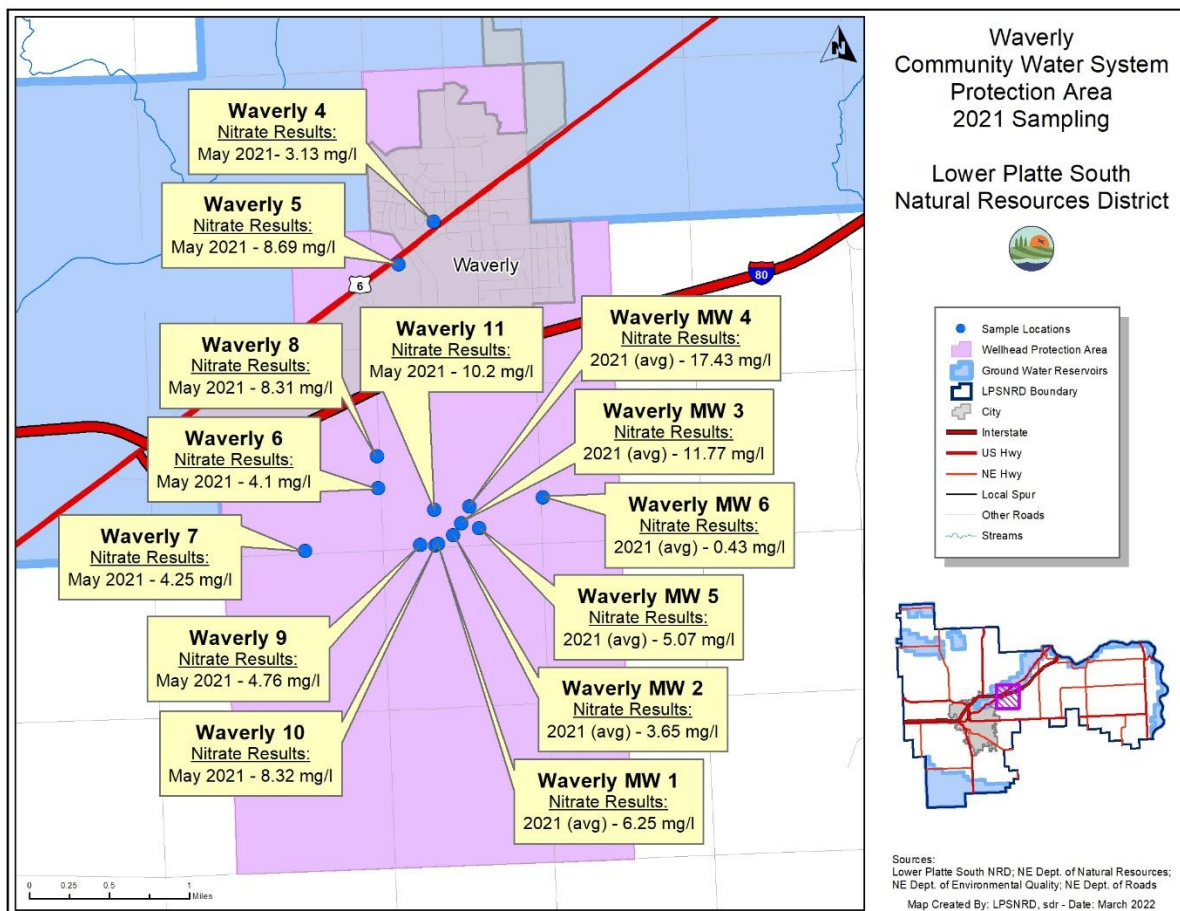 Waverly
Community Water System
Protection Area
2021 Sampling
Lower Platte South
Natural Resources District
N
Waverly 4
Nitrate Results:
May 2021- 3.13 mg/l
Waverly 5
Nitrate Results:
May 2021 - 8.69 mg/l
6
Waverly
80
Waverly 8
Nitrate Results:
May 2021 - 8.31 mg/l
Waverly 11
Nitrate Results:
May 2021 - 10.2 mg/l
Waverly MW 4
Nitrate Results:
2021 (avg) - 17.43 mg/l
Waverly MW 3
Nitrate Results:
2021 (avg) - 11.77 mg/l
Waverly 6
Nitrate Results:
May 2021 - 4.1 mg/l
Waverly MW 6
Nitrate Results:
2021 (avg) - 0.43 mg/l
Waverly 7
Nitrate Results:
May 2021 - 4.25 mg/l
Waverly MW 5
Nitrate Results:
2021 (avg) - 5.07 mg/l
Waverly 9
Nitrate Results:
May 2021 - 4.76 mg/l
Waverly MW 2
Nitrate Results:
2021 (avg) - 3.65 mg/l
Waverly 10
Nitrate Results:
May 2021 - 8.32 mg/l
Waverly MW 1
Nitrate Results:
2021 (avg) - 6.25 mg/l
0 0.25 0.5 1
Miles
Sample Locations
Wellhead Protection Area
Ground Water Reservoirs
LPSNRD Boundary
City
Interstate
US Hwy
NE Hwy
Local Spur
Other Roads
Streams
Sources:
Lower Platte South NRD; NE Dept. of Natural Resources;
NE Dept. of Environmental Quality; NE Dept. of Roads
Map Created By: LPSNRD, sdr - Date: March 2022